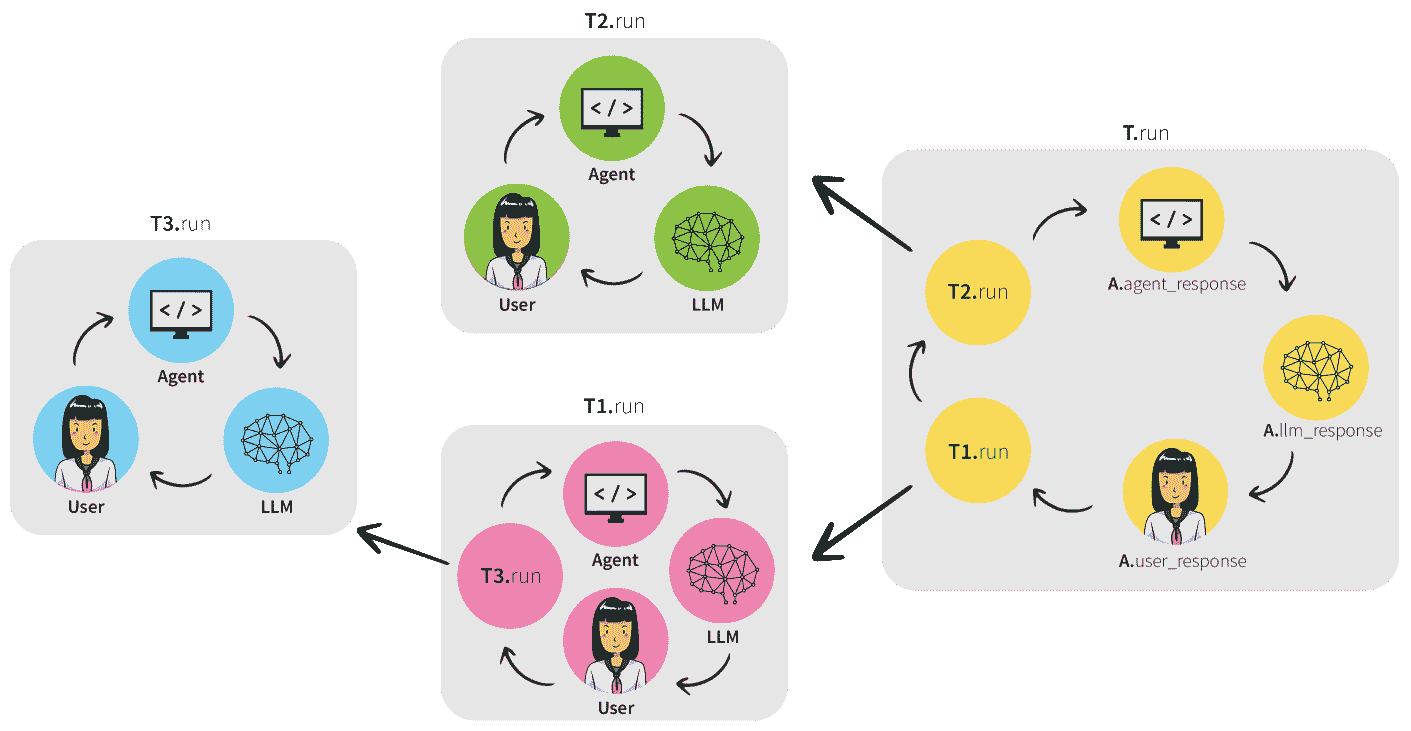 T2.run
</>
Agent
User
LLM
T3.run
</>
Agent
User
LLM
T1.run
</>
Agent
T3.run
LLM
User
T.run
</>
A.agent_response
T2.run
A.llm_response
T1.run
A.user_response